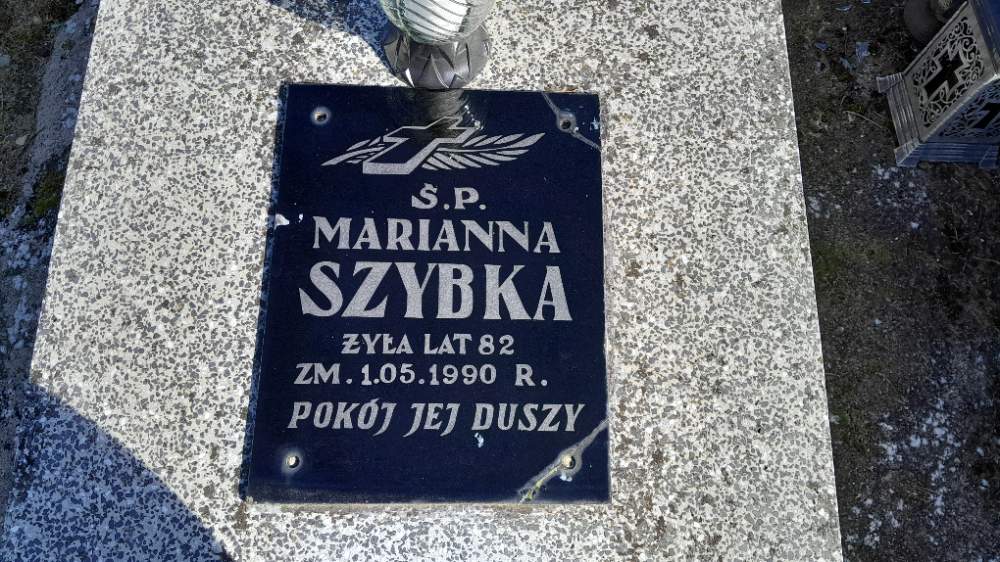 Ś.P.
MARIANNA
SZYBKA
ŻYŁA LAT 82
ZM. 1.05.1990 R.
POKÓJ JEJ DUSZY